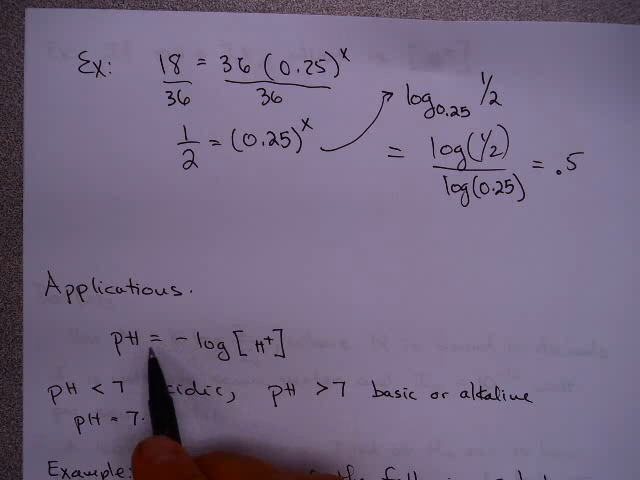 Ex: 18/36 = 36(0.25)^x/36
1/2 = (0.25)^x
log_0.25 1/2
= log(1/2)/log(0.25) = .5
Applications.
pH = -log[H⁺]
pH < 7 acidic, pH > 7 basic or alkaline
pH = 7.
Example: